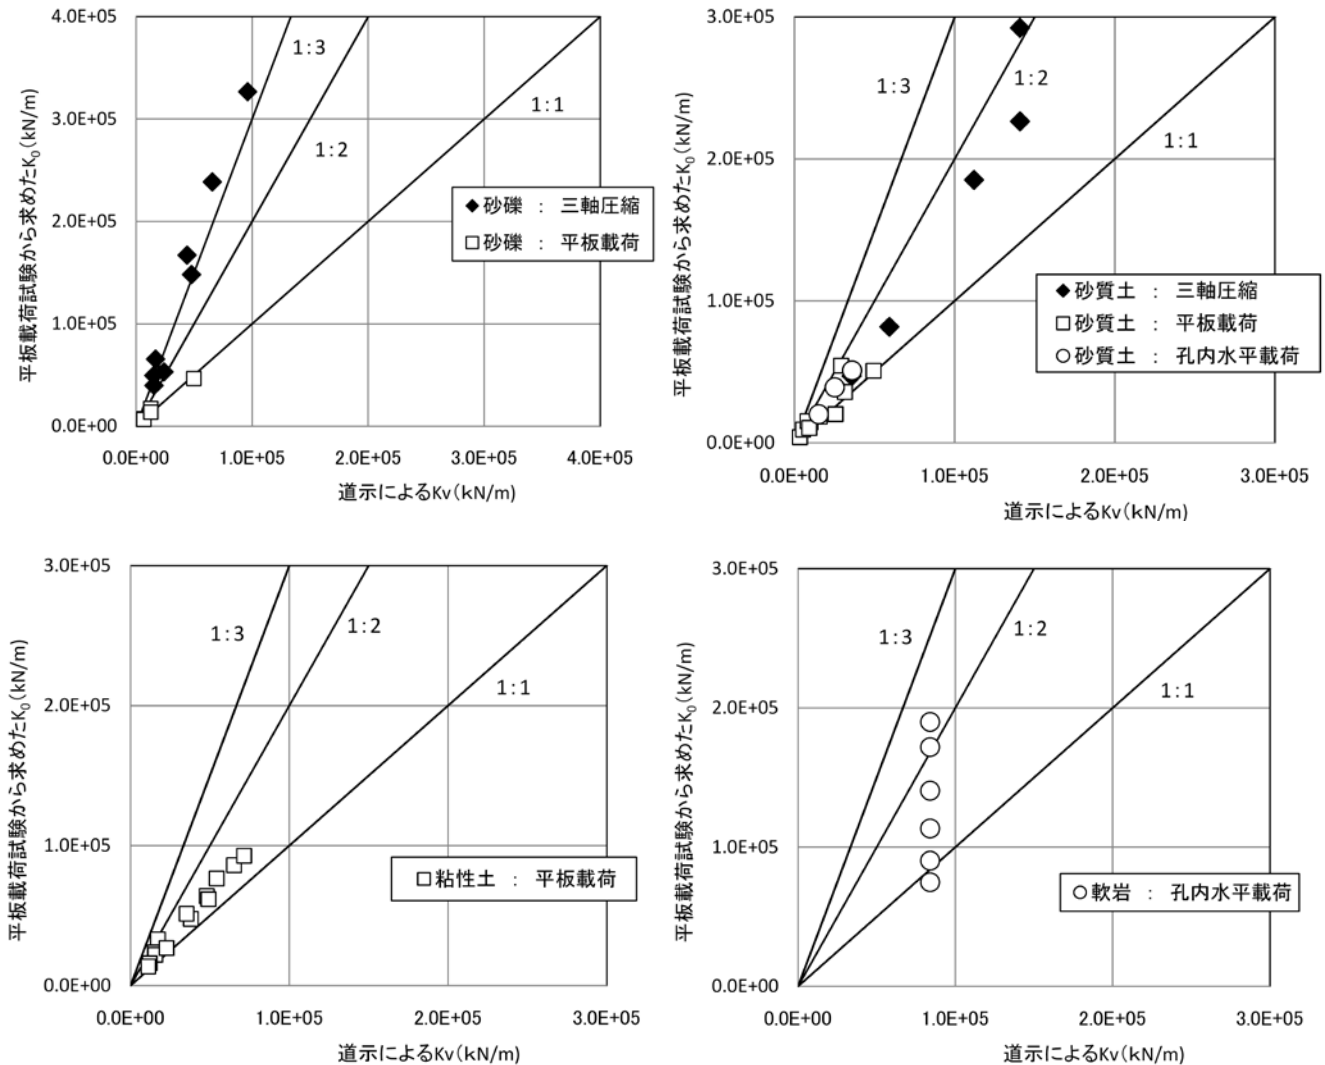 平板載荷試験から求めたK₀(kN/m)
4.0E+05
3.0E+05
2.0E+05
1.0E+05
0.0E+00
1:3
1:2
1:1
◆砂礫 : 三軸圧縮
□砂礫 : 平板載荷
0.0E+00 1.0E+05 2.0E+05 3.0E+05 4.0E+05
道示によるKv(kN/m)
平板載荷試験から求めたK₀(kN/m)
3.0E+05
2.0E+05
1.0E+05
0.0E+00
1:3
1:2
1:1
◆砂質土 : 三軸圧縮
□砂質土 : 平板載荷
○砂質土 : 孔内水平載荷
0.0E+00 1.0E+05 2.0E+05 3.0E+05
道示によるKv(kN/m)
平板載荷試験から求めたK₀(kN/m)
3.0E+05
2.0E+05
1.0E+05
0.0E+00
1:3
1:2
1:1
□粘性土 : 平板載荷
0.0E+00 1.0E+05 2.0E+05 3.0E+05
道示によるKv(kN/m)
平板載荷試験から求めたK₀(kN/m)
3.0E+05
2.0E+05
1.0E+05
0.0E+00
1:3
1:2
1:1
○軟岩 : 孔内水平載荷
0.0E+00 1.0E+05 2.0E+05 3.0E+05
道示によるKv(kN/m)